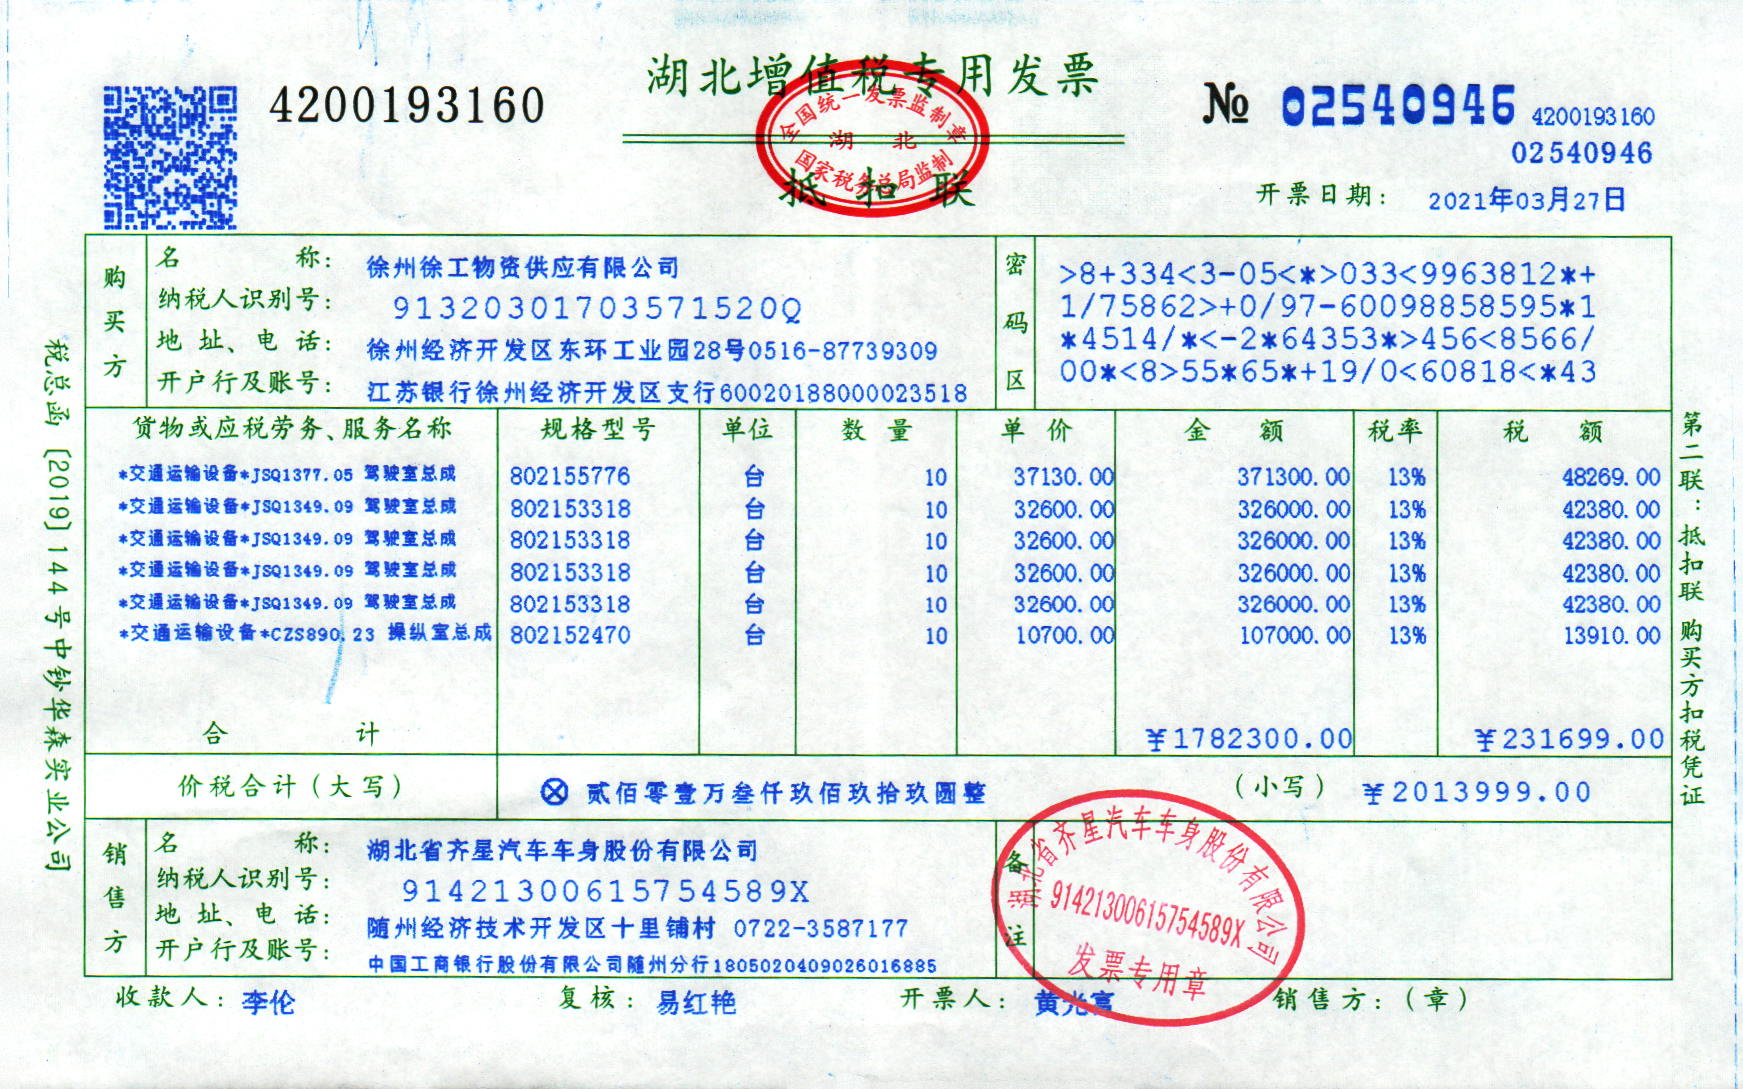 湖北增值税专用发票
4200193160
№ 02540946 4200193160
02540946
全国统一发票监制章
湖 北
国家税务总局监制
抵 扣 联
开票日期: 2021年03月27日
税总函 [2019] 144号中钞华森实业公司
购买方
名 称: 徐州徐工物资供应有限公司
纳税人识别号: 91320301703571520Q
地 址、电 话: 徐州经济开发区东环工业园28号0516-87739309
开户行及账号: 江苏银行徐州经济开发区支行60020188000023518
密码区
>8+334<3-05<*>033<9963812*+
1/75862>+0/97-60098858595*1
*4514/*<-2*64353*>456<8566/
00*<8>55*65*+19/0<60818<*43
货物或应税劳务、服务名称 规格型号 单位 数 量 单 价 金 额 税率 税 额
*交通运输设备*JSQ1377.05 驾驶室总成 802155776 台 10 37130.00 371300.00 13% 48269.00
*交通运输设备*JSQ1349.09 驾驶室总成 802153318 台 10 32600.00 326000.00 13% 42380.00
*交通运输设备*JSQ1349.09 驾驶室总成 802153318 台 10 32600.00 326000.00 13% 42380.00
*交通运输设备*JSQ1349.09 驾驶室总成 802153318 台 10 32600.00 326000.00 13% 42380.00
*交通运输设备*JSQ1349.09 驾驶室总成 802153318 台 10 32600.00 326000.00 13% 42380.00
*交通运输设备*CZS890.23 操纵室总成 802152470 台 10 10700.00 107000.00 13% 13910.00
合 计 ¥1782300.00 ¥231699.00
价税合计(大写) ⊗ 贰佰零壹万叁仟玖佰玖拾玖圆整 (小写) ¥2013999.00
第二联:抵扣联 购买方扣税凭证
销售方
名 称: 湖北省齐星汽车车身股份有限公司
纳税人识别号: 91421300615754589X
地 址、电 话: 随州经济技术开发区十里铺村 0722-3587177
开户行及账号: 中国工商银行股份有限公司随州分行1805020409026016885
备注
湖北省齐星汽车车身股份有限公司
91421300615754589X
发票专用章
收款人: 李伦 复核: 易红艳 开票人: 黄光富 销售方:(章)